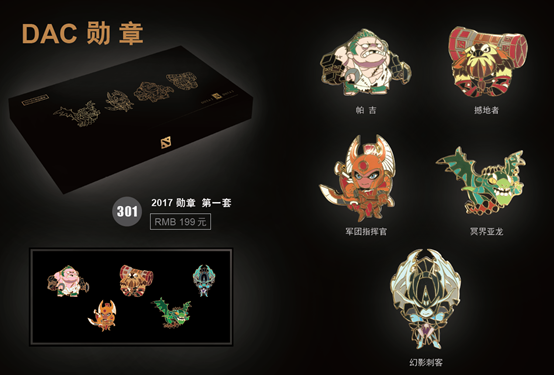 DAC 勋章
301
2017 勋章 第一套
RMB 199 元
帕 吉
撼地者
军团指挥官
冥界亚龙
幻影刺客